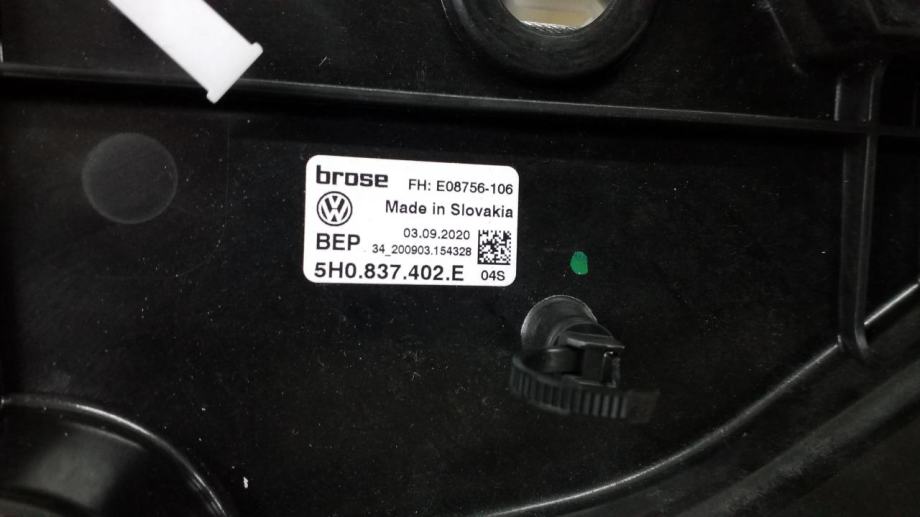 brose FH: E08756-106
Made in Slovakia
03.09.2020
BEP 34_200903.154328
5H0.837.402.E 04S